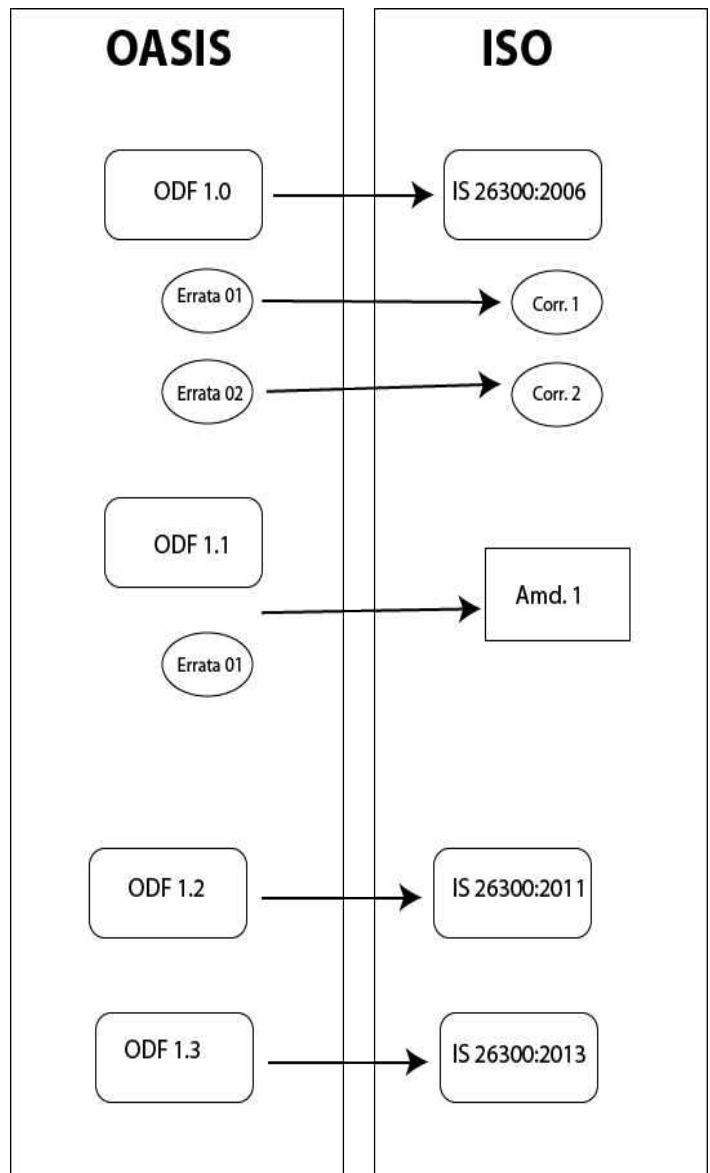 OASIS
ISO
ODF 1.0
IS 26300:2006
Errata 01
Corr. 1
Errata 02
Corr. 2
ODF 1.1
Amd. 1
Errata 01
ODF 1.2
IS 26300:2011
ODF 1.3
IS 26300:2013